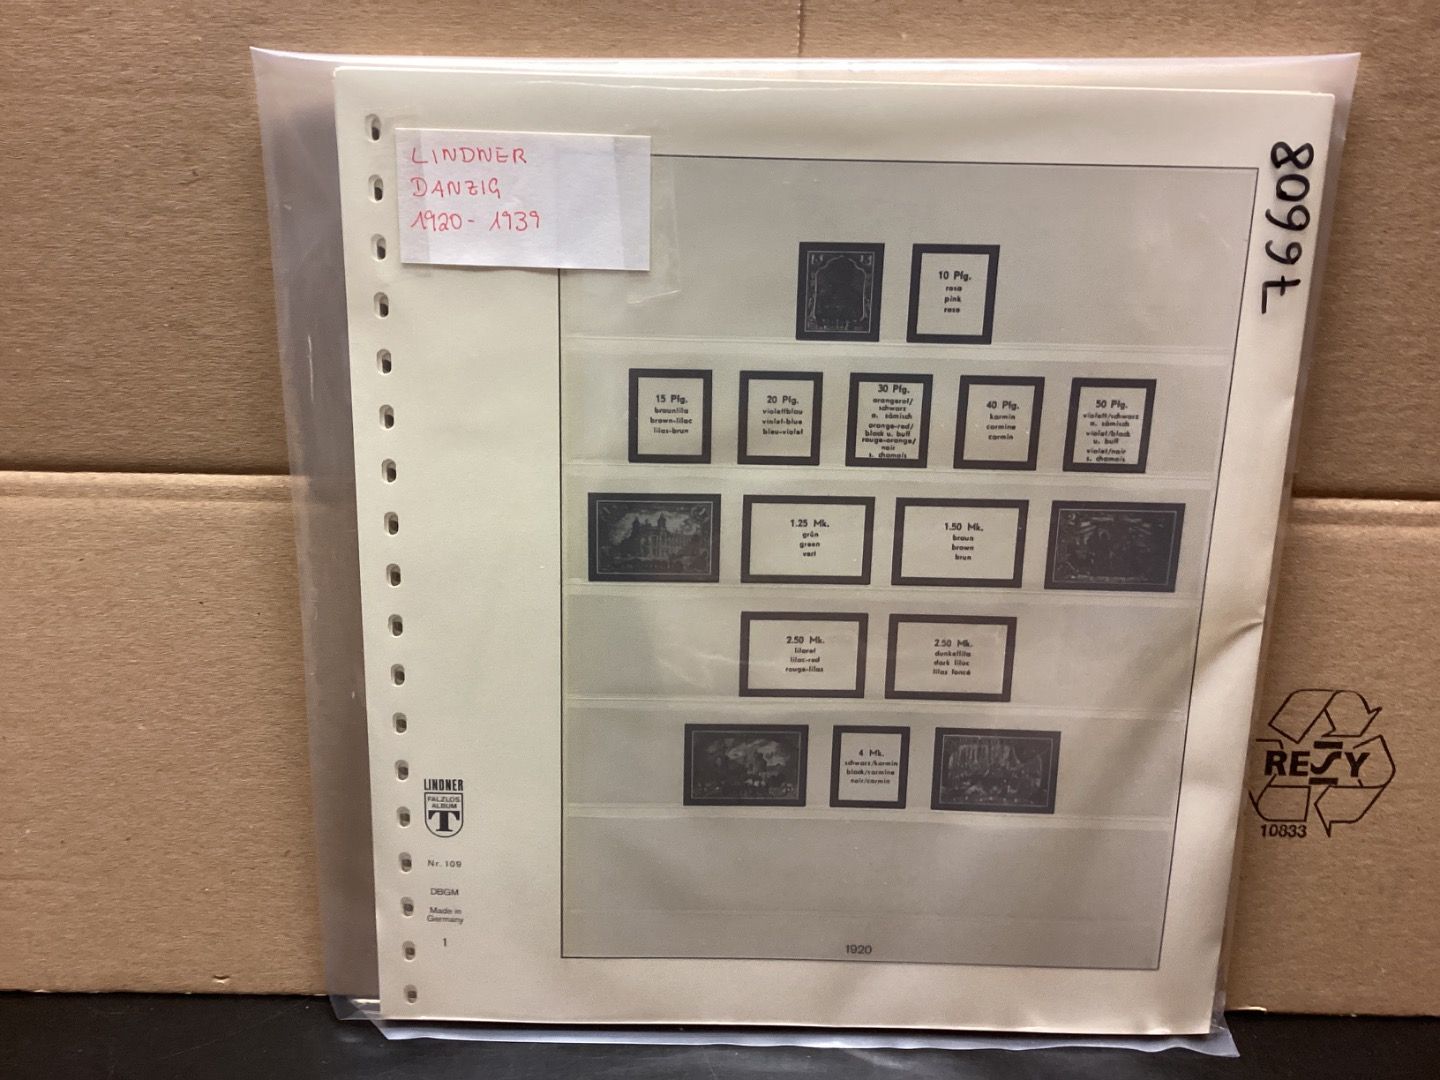 LINDNER
DANZIG
1920 - 1939
8099t
10 Pfg.
rosa
pink
rose
15 Pfg.
braunlila
brown-lilac
lilas-brun
20 Pfg.
violettblau
violet-blue
bleu-violet
30 Pfg.
orangerot/
schwarz
a. sämisch
orange-red/
black u. buff
rouge-orange/
noir
s. chamois
40 Pfg.
karmin
carmine
carmin
50 Pfg.
violett/schwarz
a. sämisch
violet/black
u. buff
violet/noir
s. chamois
1.25 Mk.
grün
green
vert
1.50 Mk.
braun
brown
brun
2.50 Mk.
lilarot
lilac-red
rouge-lilas
2.50 Mk.
dunkellila
dark lilac
lilas foncé
4 Mk.
schwarz/karmin
black/carmine
noir/carmin
LINDNER
FALZLOS
ALBUM
T
Nr. 109
DBGM
Made in
Germany
1
1920
RESY
10833